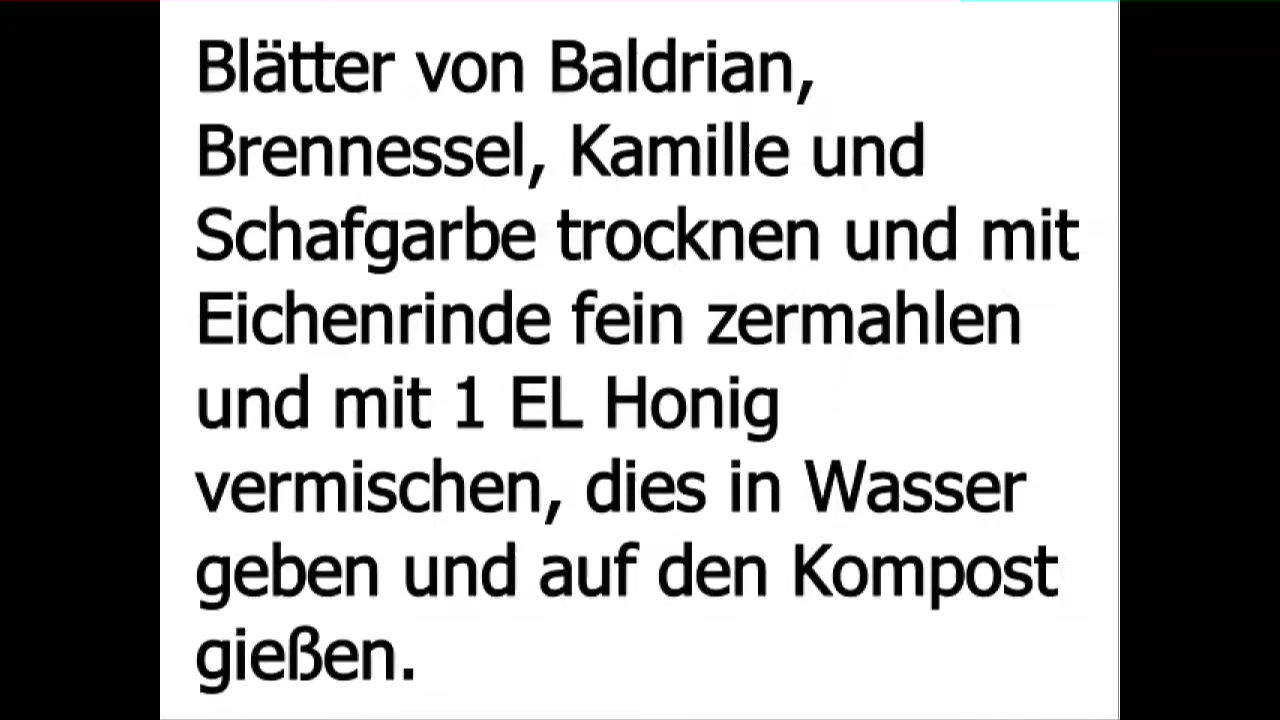 Blätter von Baldrian,
Brennessel, Kamille und
Schafgarbe trocknen und mit
Eichenrinde fein zermahlen
und mit 1 EL Honig
vermischen, dies in Wasser
geben und auf den Kompost
gießen.